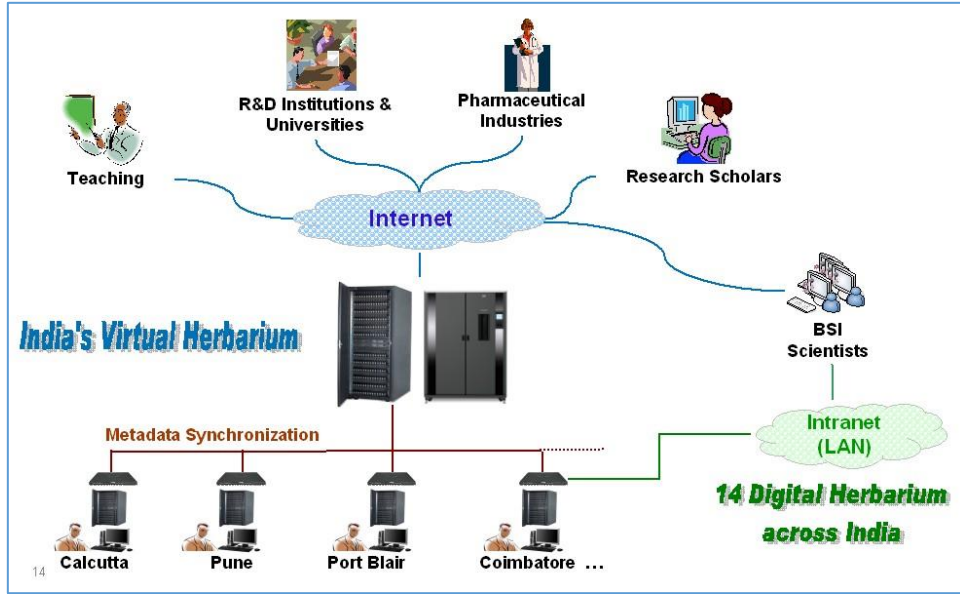 R&D Institutions &
Universities
Pharmaceutical
Industries
Teaching
Research Scholars
Internet
India's Virtual Herbarium
BSI
Scientists
Metadata Synchronization
Intranet
(LAN)
14 Digital Herbarium
across India
Calcutta
Pune
Port Blair
Coimbatore ...
14